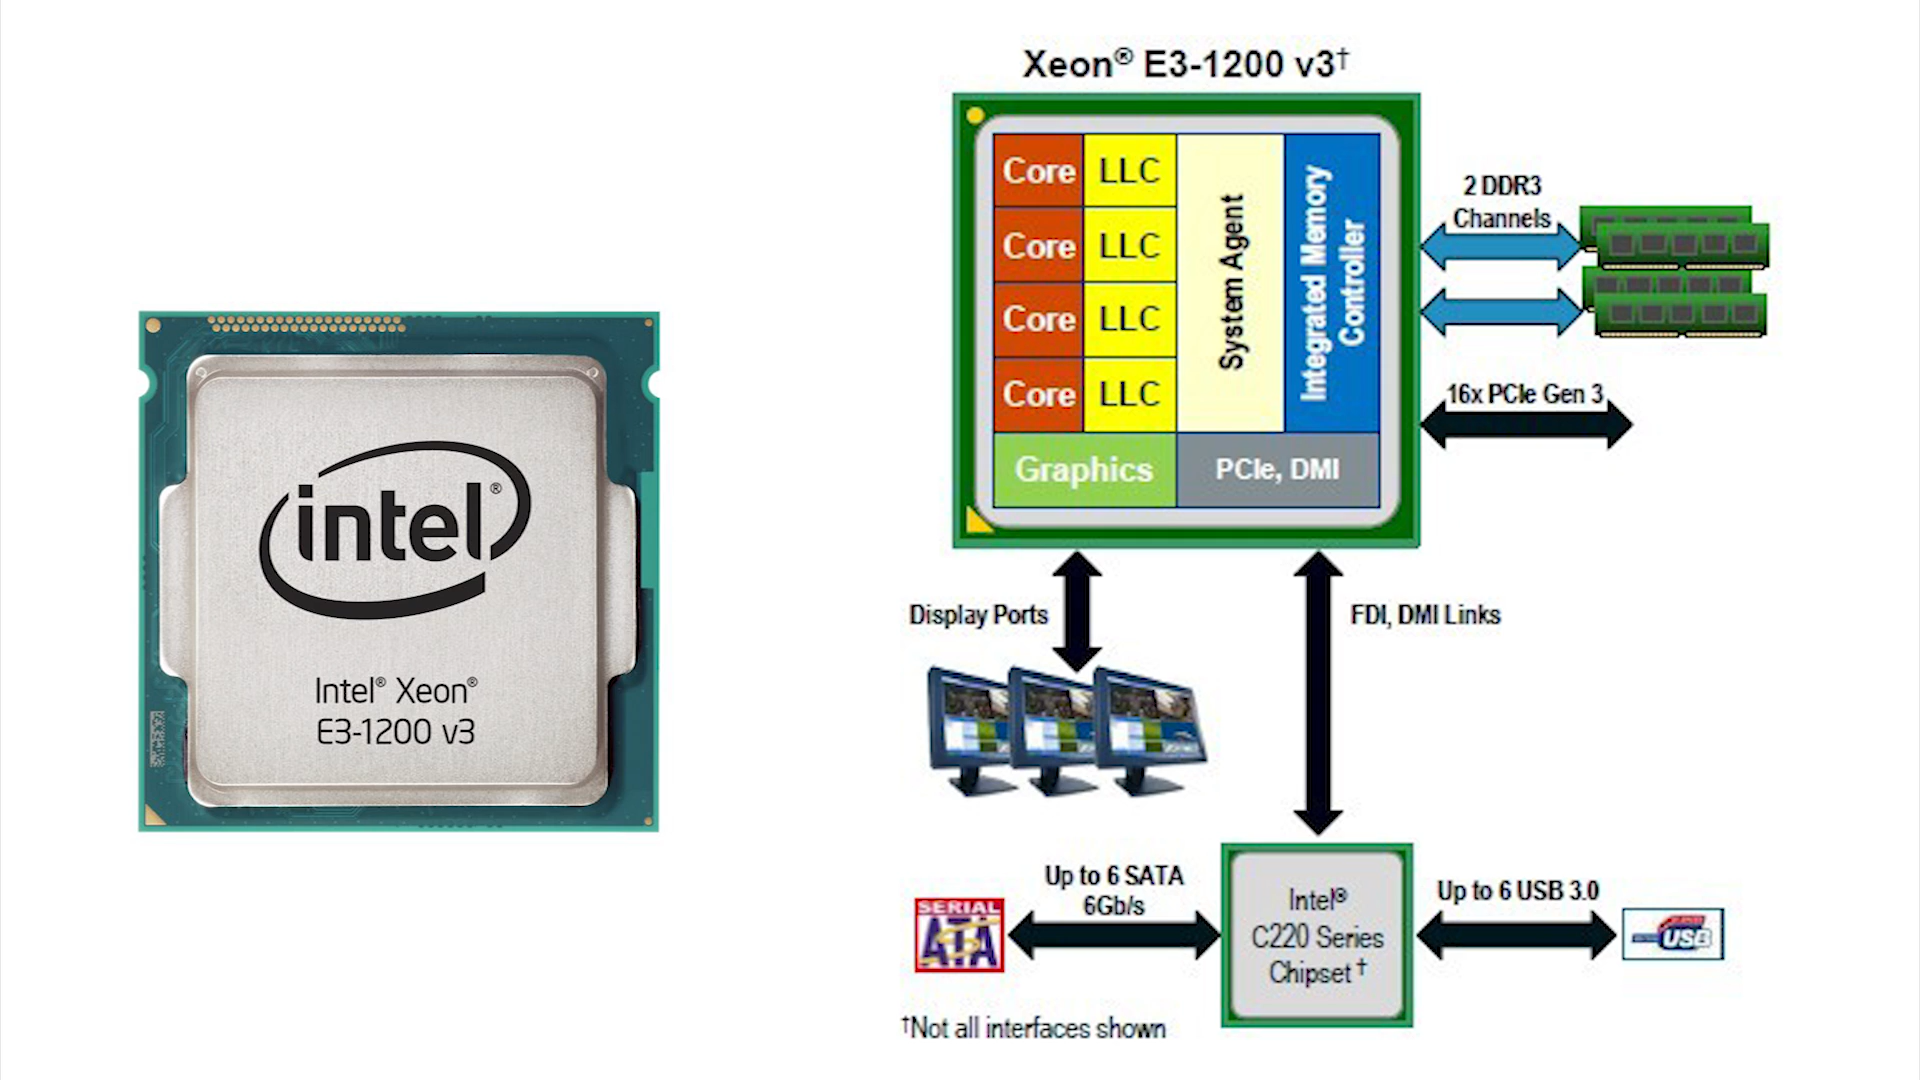 intel®
Intel® Xeon®
E3-1200 v3
Xeon® E3-1200 v3†
Core LLC
Core LLC
Core LLC
Core LLC
System Agent
Integrated Memory
Controller
Graphics
PCIe, DMI
2 DDR3
Channels
16x PCIe Gen 3
Display Ports
FDI, DMI Links
Up to 6 SATA
6Gb/s
SERIAL
ATA
Intel®
C220 Series
Chipset †
Up to 6 USB 3.0
USB
†Not all interfaces shown